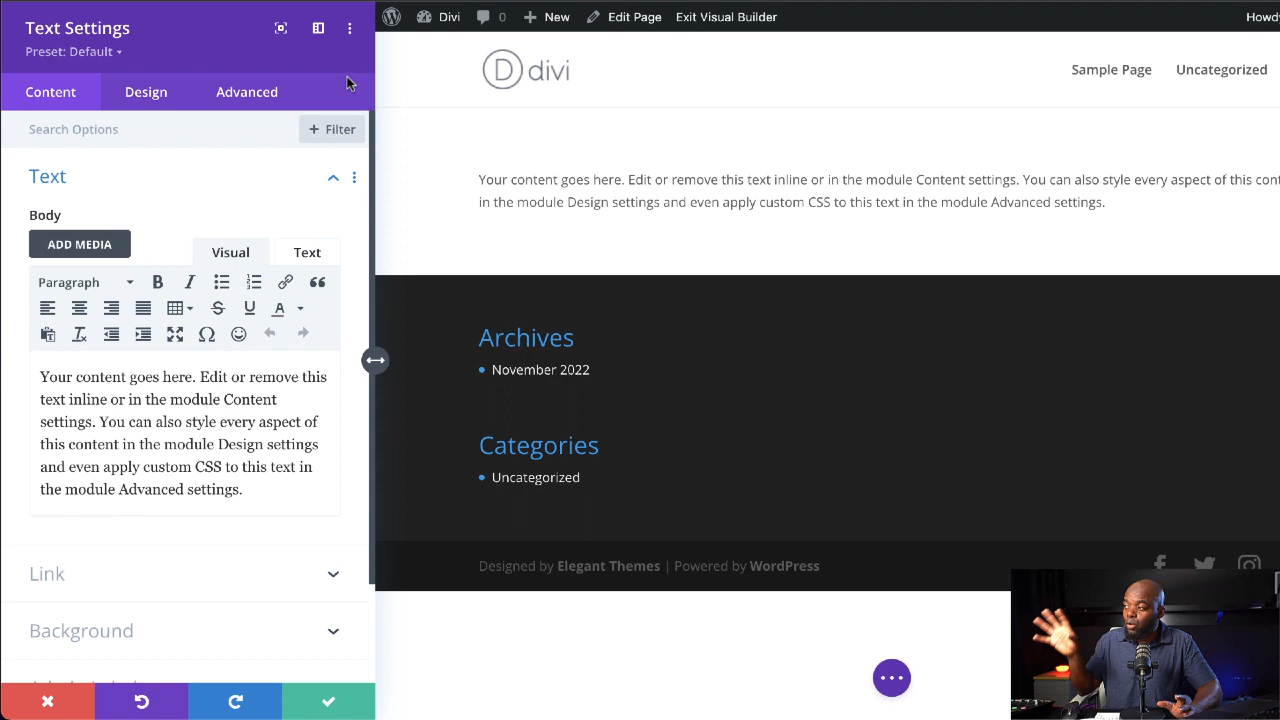 Text Settings
Preset: Default
Content
Design
Advanced
Search Options
+ Filter
Text
Body
ADD MEDIA
Visual
Text
Paragraph
Your content goes here. Edit or remove this
text inline or in the module Content
settings. You can also style every aspect of
this content in the module Design settings
and even apply custom CSS to this text in
the module Advanced settings.
Link
Background
Divi
0
New
Edit Page
Exit Visual Builder
Howdy
D divi
Sample Page
Uncategorized
Your content goes here. Edit or remove this text inline or in the module Content settings. You can also style every aspect of this cont
in the module Design settings and even apply custom CSS to this text in the module Advanced settings.
Archives
November 2022
Categories
Uncategorized
Designed by Elegant Themes | Powered by WordPress